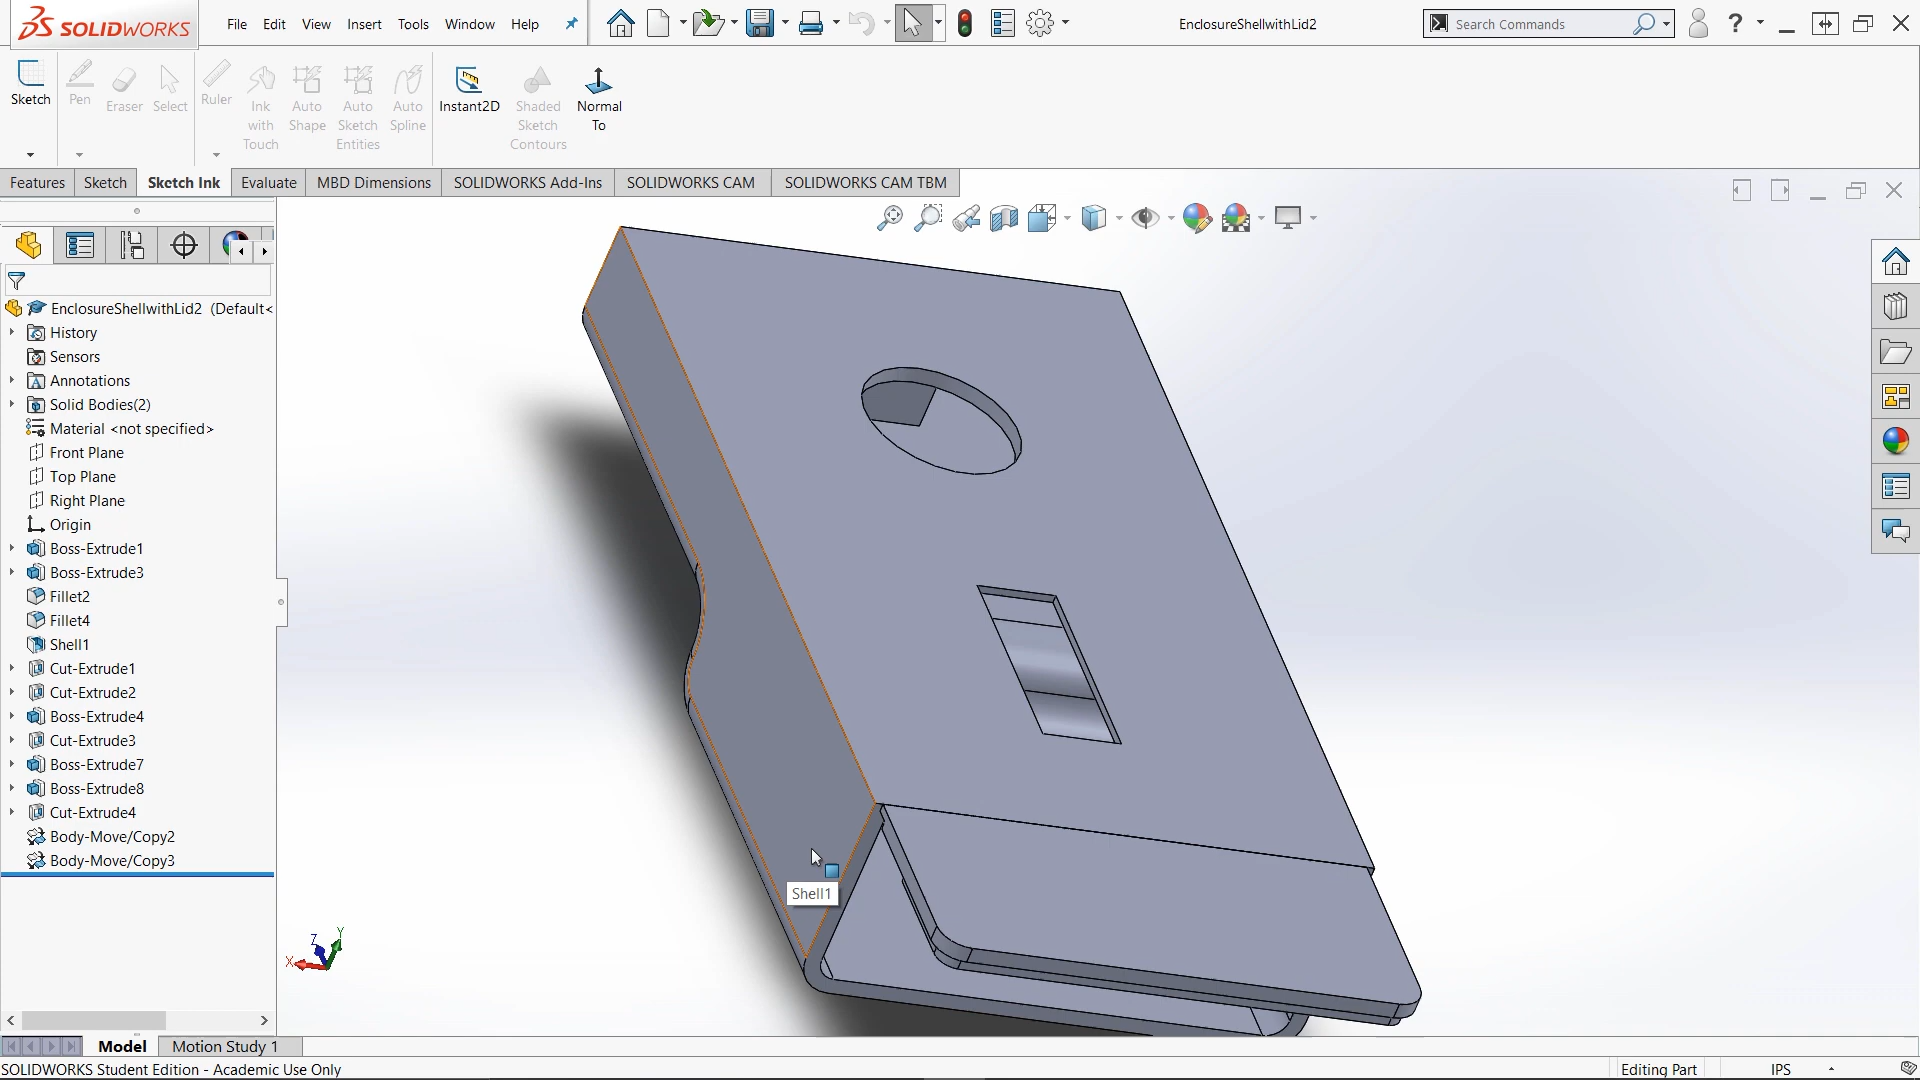 SOLIDWORKS
File Edit View Insert Tools Window Help
EnclosureShellwithLid2
Search Commands
?
Sketch
Pen
Eraser
Select
Ruler
Ink
with
Touch
Auto
Shape
Auto
Sketch
Entities
Auto
Spline
Instant2D
Shaded
Sketch
Contours
Normal
To
Features Sketch Sketch Ink Evaluate MBD Dimensions SOLIDWORKS Add-Ins SOLIDWORKS CAM SOLIDWORKS CAM TBM
EnclosureShellwithLid2 (Default<
History
Sensors
Annotations
Solid Bodies(2)
Material <not specified>
Front Plane
Top Plane
Right Plane
Origin
Boss-Extrude1
Boss-Extrude3
Fillet2
Fillet4
Shell1
Cut-Extrude1
Cut-Extrude2
Boss-Extrude4
Cut-Extrude3
Boss-Extrude7
Boss-Extrude8
Cut-Extrude4
Body-Move/Copy2
Body-Move/Copy3
Shell1
Z Y
X
Model Motion Study 1
SOLIDWORKS Student Edition - Academic Use Only
Editing Part IPS